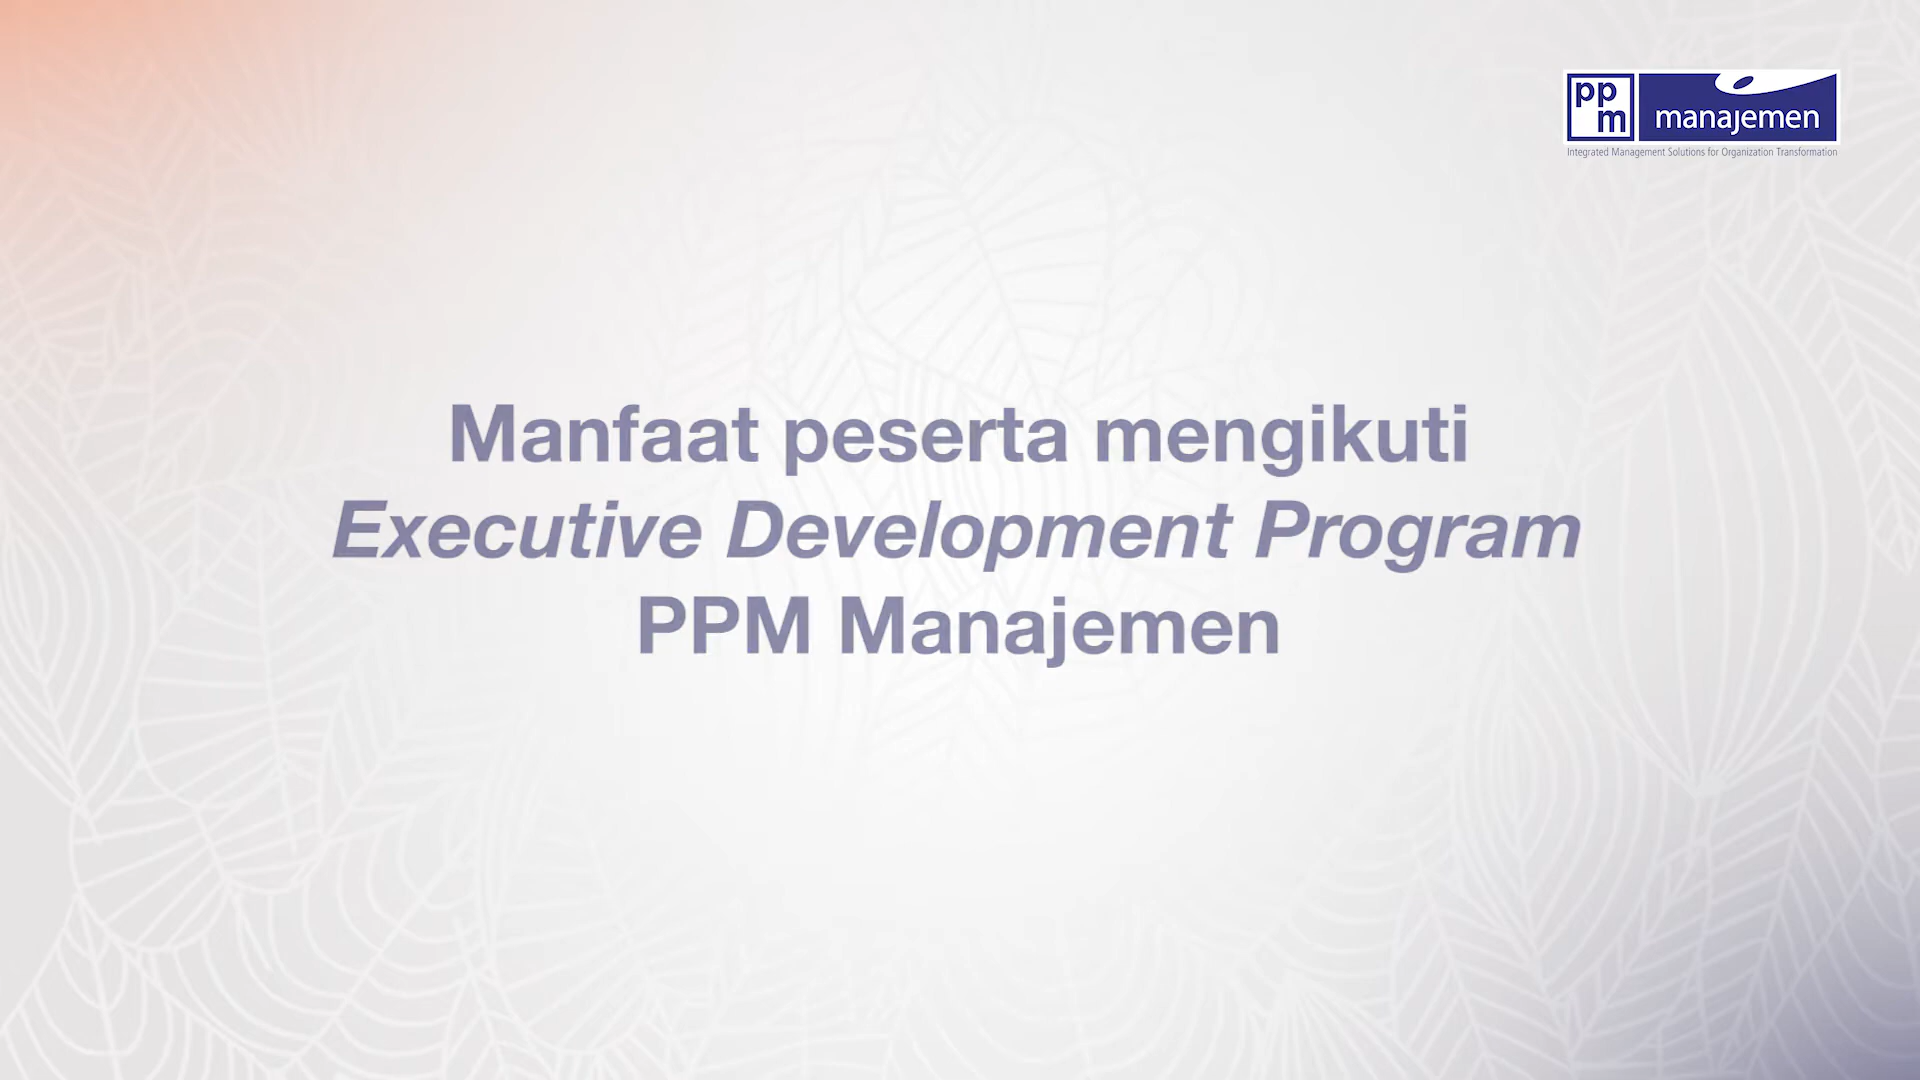 pp
m
manajemen
Integrated Management Solutions for Organization Transformation
Manfaat peserta mengikuti
Executive Development Program
PPM Manajemen